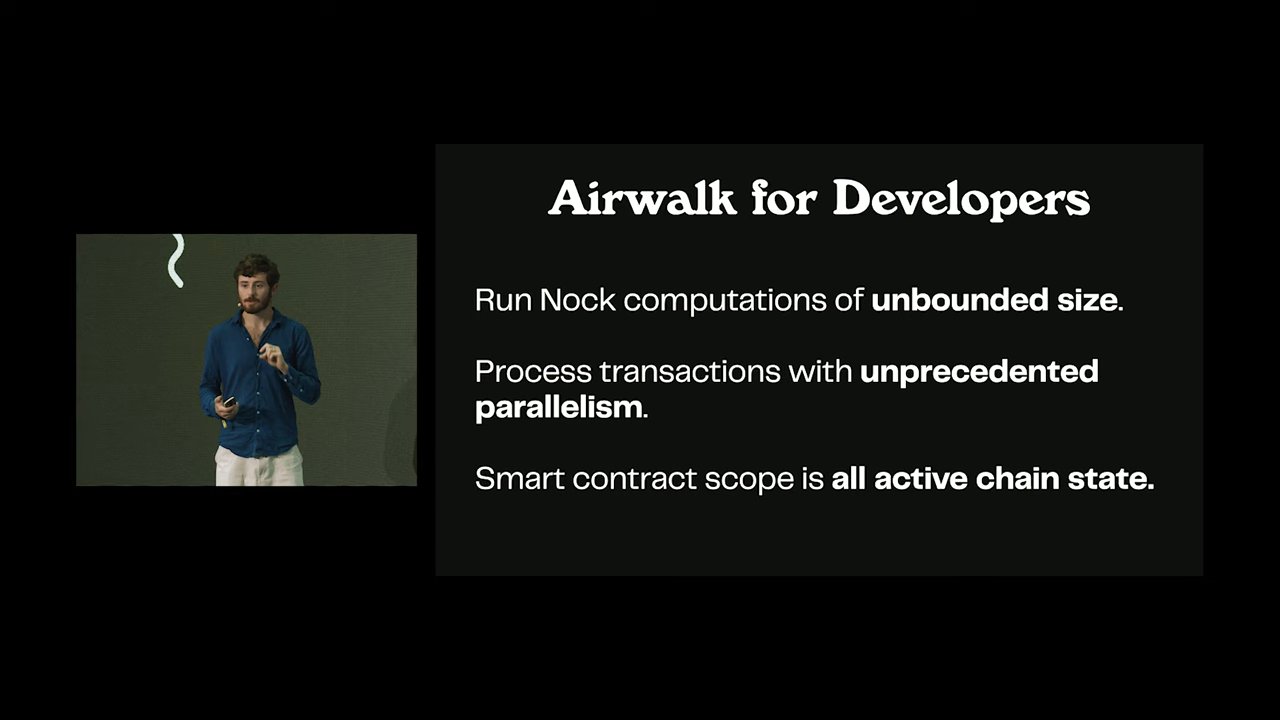 Airwalk for Developers
Run Nock computations of unbounded size.
Process transactions with unprecedented
parallelism.
Smart contract scope is all active chain state.